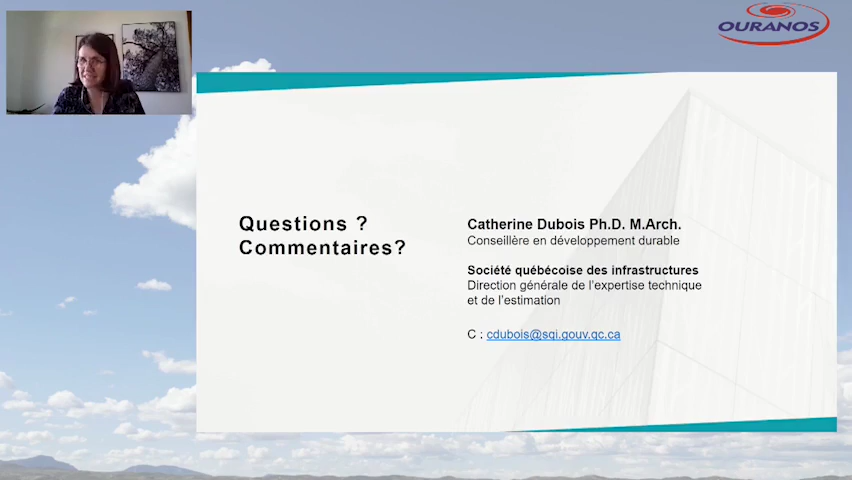 OURANOS
Questions ?
Commentaires?
Catherine Dubois Ph.D. M.Arch.
Conseillère en développement durable
Société québécoise des infrastructures
Direction générale de l’expertise technique
et de l’estimation
C : cdubois@sqi.gouv.qc.ca